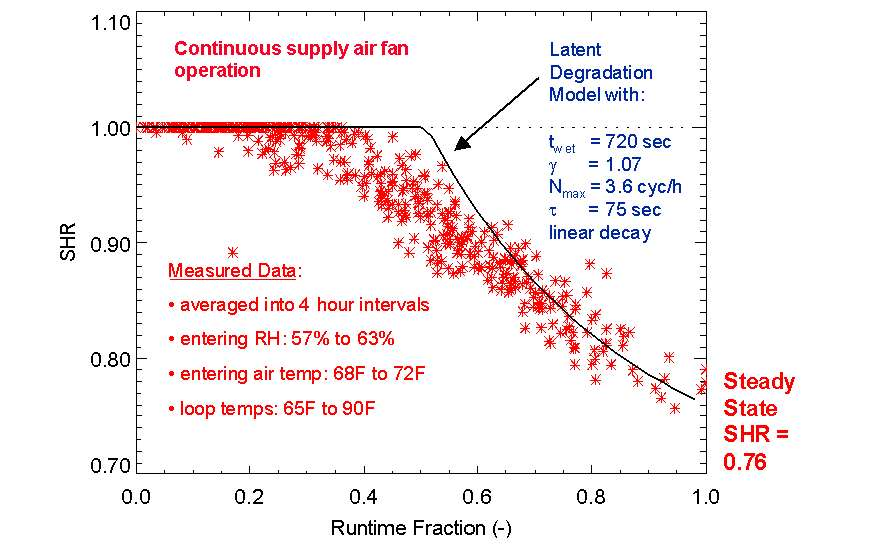 1.10
Continuous supply air fan
operation
Latent
Degradation
Model with:
1.00
twet = 720 sec
γ = 1.07
Nmax = 3.6 cyc/h
τ = 75 sec
linear decay
SHR
0.90
Measured Data:
• averaged into 4 hour intervals
• entering RH: 57% to 63%
• entering air temp: 68F to 72F
• loop temps: 65F to 90F
0.80
Steady
State
SHR =
0.76
0.70
0.0 0.2 0.4 0.6 0.8 1.0
Runtime Fraction (-)